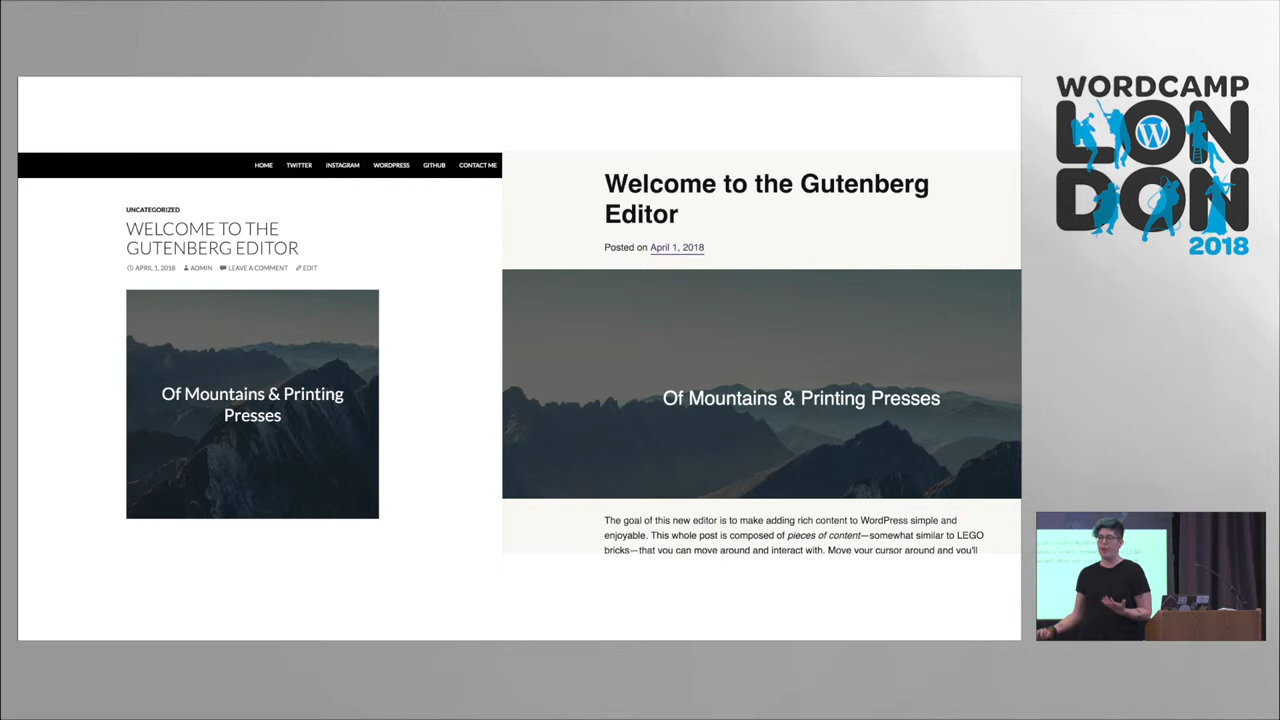 HOME TWITTER INSTAGRAM WORDPRESS GITHUB CONTACT ME
UNCATEGORIZED
WELCOME TO THE
GUTENBERG EDITOR
APRIL 1, 2018 ADMIN LEAVE A COMMENT EDIT
Of Mountains & Printing
Presses
Welcome to the Gutenberg
Editor
Posted on April 1, 2018
Of Mountains & Printing Presses
The goal of this new editor is to make adding rich content to WordPress simple and
enjoyable. This whole post is composed of pieces of content—somewhat similar to LEGO
bricks—that you can move around and interact with. Move your cursor around and you'll
WORDCAMP
LON
DON
2018